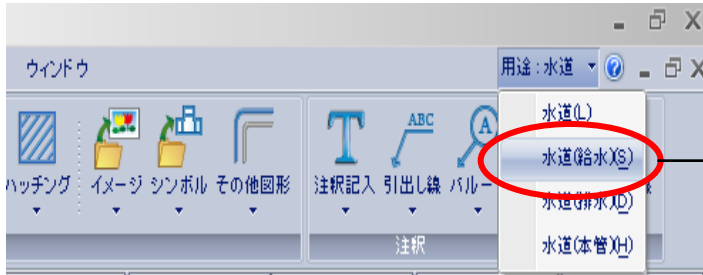 ウィンドウ
用途:水道
ハッチング イメージ シンボル その他図形
ABC
T
A
注釈記入 引出し線 バルー
注釈
水道(L)
水道(給水)(S)
水道(排水)(D)
水道(本管)(H)